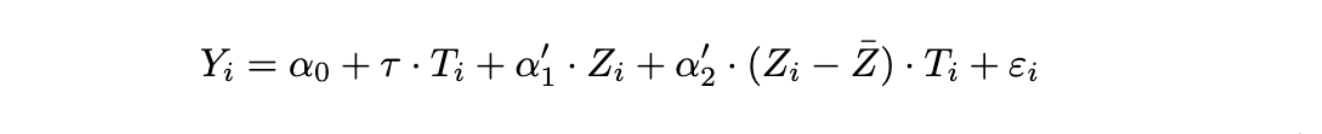 Yᵢ = α₀ + τ · Tᵢ + α′₁ · Zᵢ + α′₂ · (Zᵢ − Z̄) · Tᵢ + εᵢ